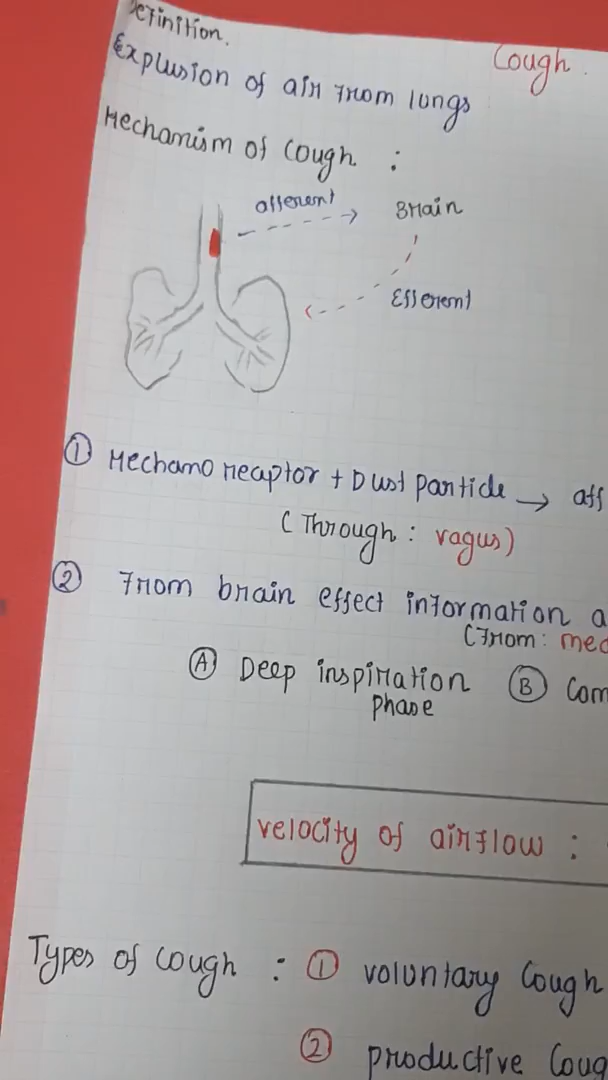 Definition.
Cough.
Explusion of air from lungs
Mechanism of cough :
afferent
Brain
Efferent
① Mechano reaptor + Dust particle → aff
(Through : vagus)
② From brain effect information a
(From: med
Ⓐ Deep inspiration Ⓑ Com
phase
velocity of airflow :
Types of cough : ① voluntary Cough
② productive Coug